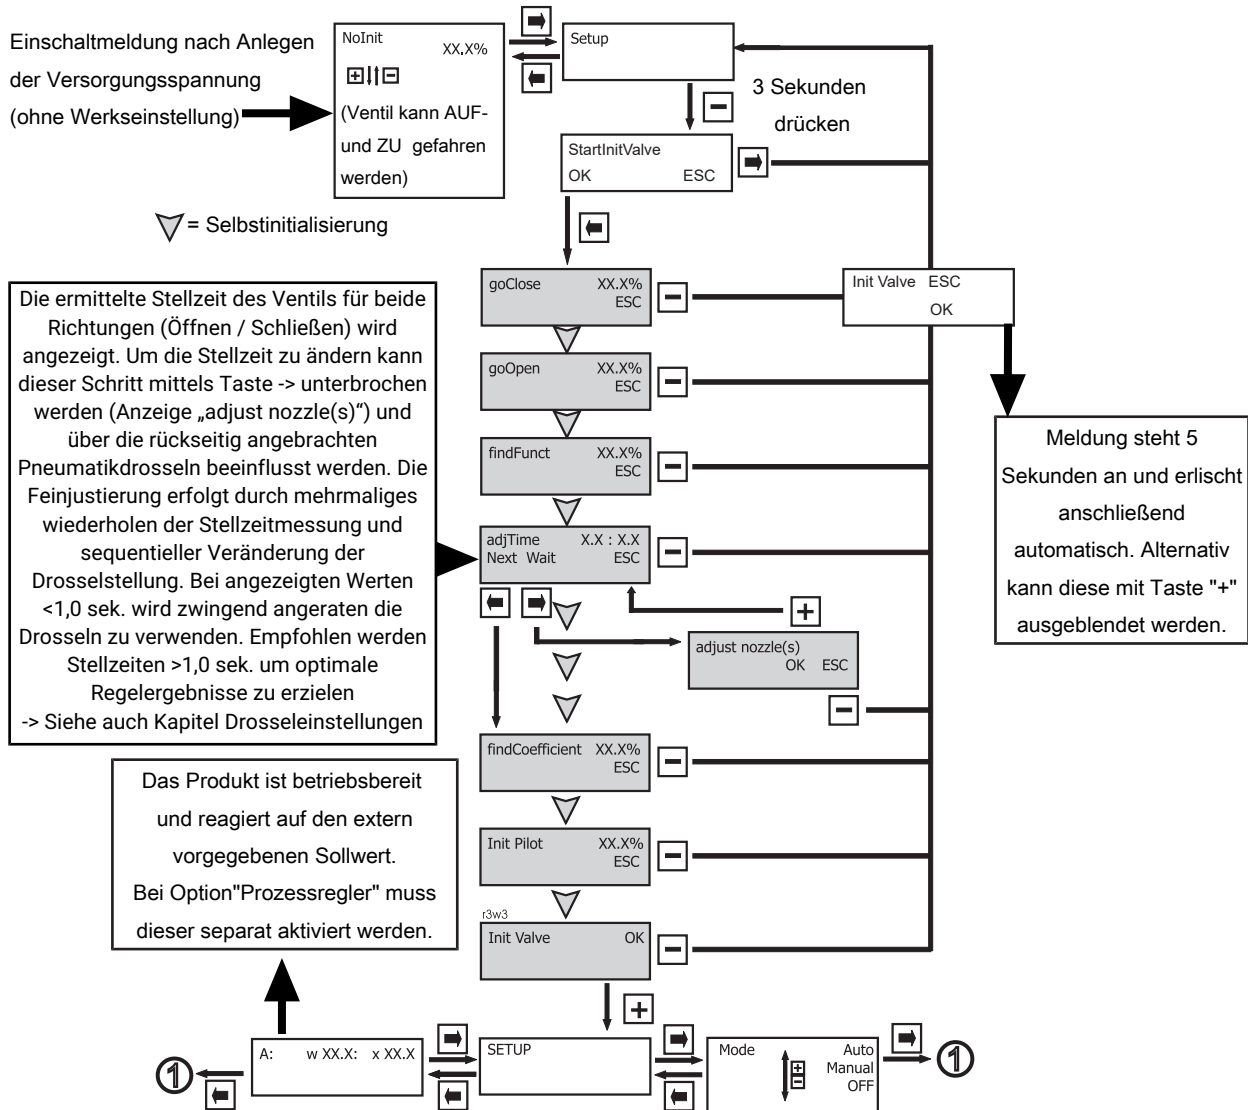 Einschaltmeldung nach Anlegen
der Versorgungsspannung
(ohne Werkseinstellung)
NoInit
XX.X%
+ −
(Ventil kann AUF-
und ZU gefahren
werden)
Setup
−
3 Sekunden
drücken
StartInitValve
OK ESC
= Selbstinitialisierung
goClose XX.X%
ESC
−
Init Valve ESC
OK
Die ermittelte Stellzeit des Ventils für beide
Richtungen (Öffnen / Schließen) wird
angezeigt. Um die Stellzeit zu ändern kann
dieser Schritt mittels Taste -> unterbrochen
werden (Anzeige „adjust nozzle(s)“) und
über die rückseitig angebrachten
Pneumatikdrosseln beeinflusst werden. Die
Feinjustierung erfolgt durch mehrmaliges
wiederholen der Stellzeitmessung und
sequentieller Veränderung der
Drosselstellung. Bei angezeigten Werten
<1,0 sek. wird zwingend angeraten die
Drosseln zu verwenden. Empfohlen werden
Stellzeiten >1,0 sek. um optimale
Regelergebnisse zu erzielen
-> Siehe auch Kapitel Drosseleinstellungen
goOpen XX.X%
ESC
−
findFunct XX.X%
ESC
−
Meldung steht 5
Sekunden an und erlischt
anschließend
automatisch. Alternativ
kann diese mit Taste "+"
ausgeblendet werden.
adjTime X.X : X.X
Next Wait ESC
−
+
adjust nozzle(s)
OK ESC
−
findCoefficient XX.X%
ESC
−
Das Produkt ist betriebsbereit
und reagiert auf den extern
vorgegebenen Sollwert.
Bei Option"Prozessregler" muss
dieser separat aktiviert werden.
Init Pilot XX.X%
ESC
−
r3w3
Init Valve OK
−
+
1
A: w XX.X: x XX.X
SETUP
Mode
+
−
Auto
Manual
OFF
1